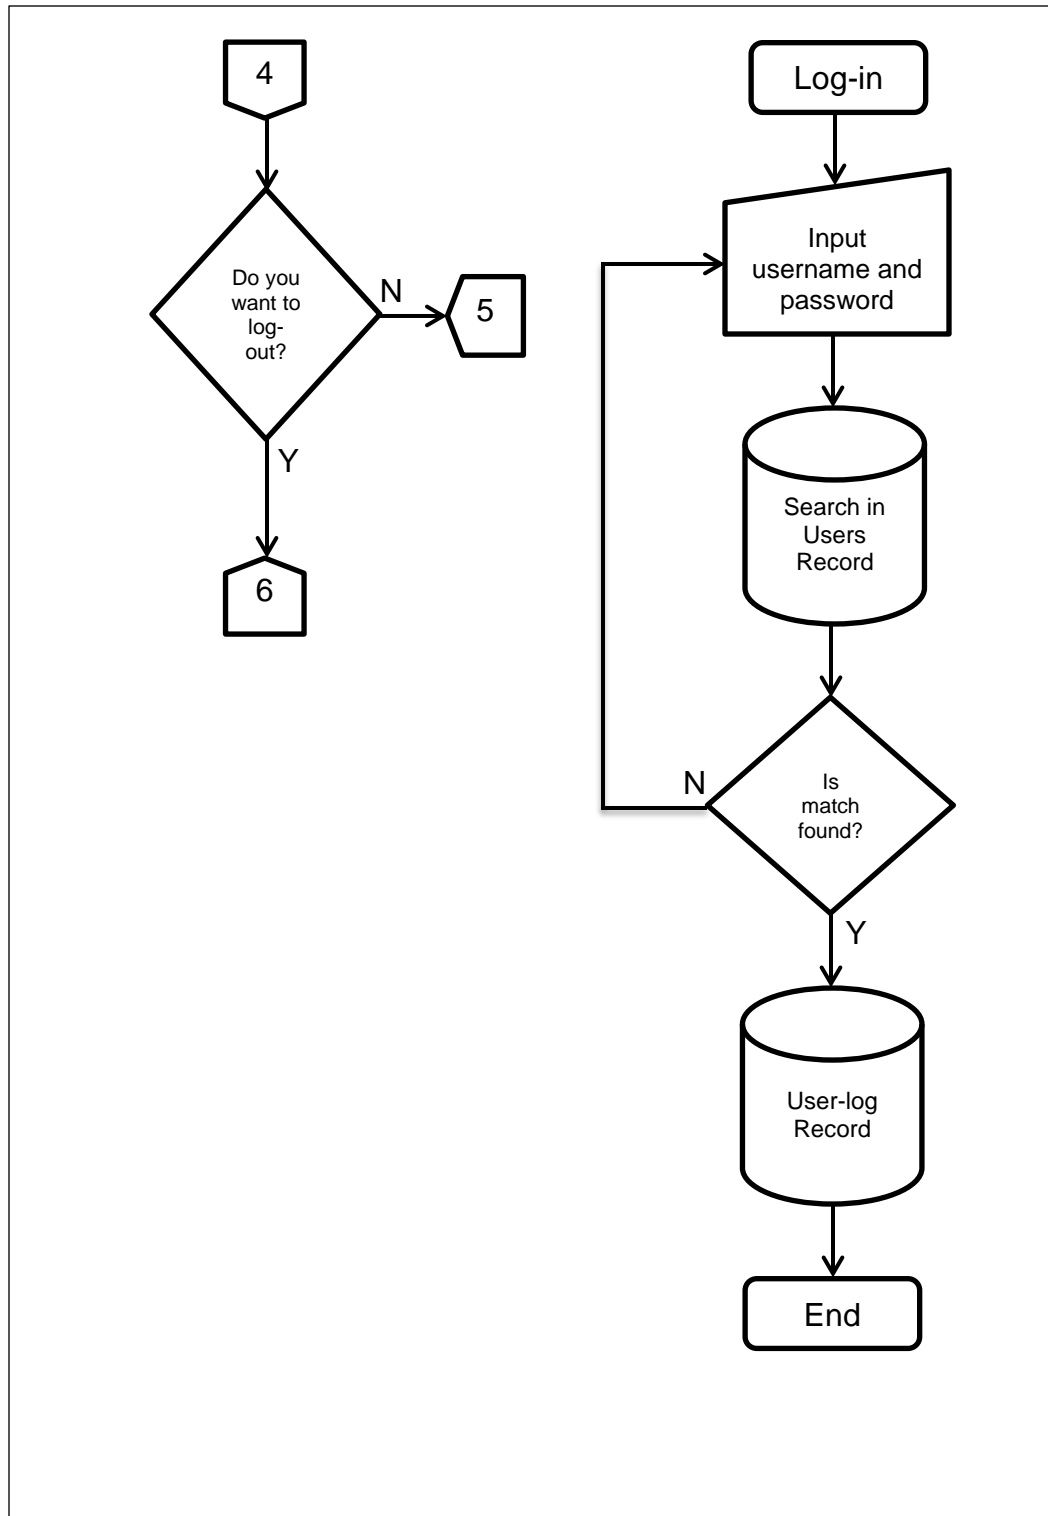 4
Do you
want to
log-
out?
N
5
Y
6
Log-in
Input
username and
password
Search in
Users
Record
Is
match
found?
N
Y
User-log
Record
End